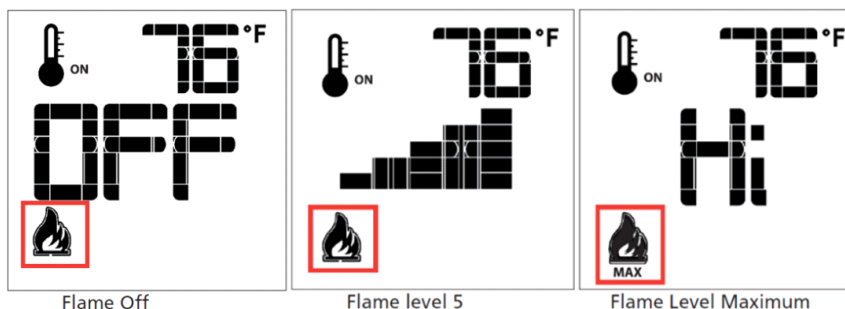 ON 76 °F
OFF
Flame Off
ON 76 °F
Flame level 5
ON 76 °F
Hi
MAX
Flame Level Maximum